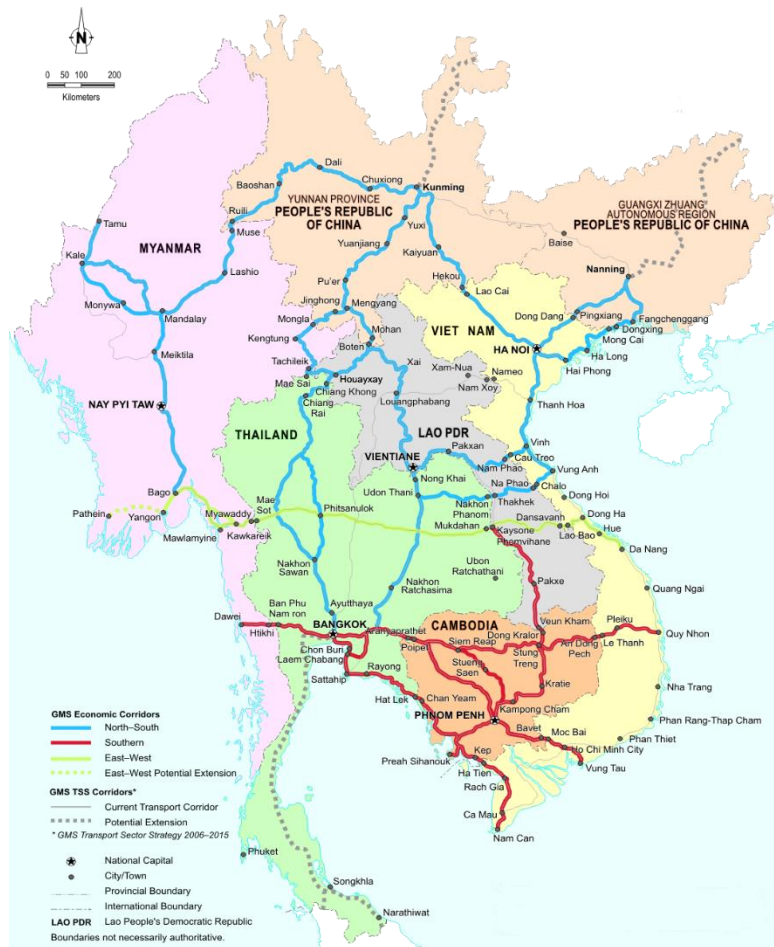 N
0 50 100 200
Kilometers
Dali
Chuxiong
Kunming
Baoshan
YUNNAN PROVINCE
PEOPLE'S REPUBLIC
OF CHINA
GUANGXI ZHUANG
AUTONOMOUS REGION
PEOPLE'S REPUBLIC OF CHINA
Tamu
Ruili
Muse
Yuxi
Baise
MYANMAR
Yuanjiang
Kaiyuan
Kale
Lashio
Nanning
Pu'er
Hekou
Lao Cai
Monywa
Mandalay
Jinghong
Mengyang
Dong Dang
Pingxiang
Fangchenggang
Dongxing
Mong Cai
Mongla
Mohan
VIET NAM
Kengtung
Boten
HA NOI
Ha Long
Hai Phong
Meiktila
Xai
Xam-Nua
Nameo
Tachileik
Houayxay
Nam Xoy
Mae Sai
Chiang Khong
Chiang
Rai
Louangphabang
Thanh Hoa
NAY PYI TAW
THAILAND
LAO PDR
Pakxan
Vinh
VIENTIANE
Cau Treo
Nam Phao
Vung Anh
Nong Khai
Na Phao
Chalo
Bago
Udon Thani
Thakhek
Nakhon
Phanom
Dong Hoi
Mae
Sot
Phitsanulok
Pathein
Yangon
Myawaddy
Mukdahan
Dansavanh
Dong Ha
Mawlamyine
Kawkareik
Kaysone
Phomvihane
Lao Bao
Hue
Da Nang
Nakhon
Sawan
Ubon
Ratchathani
Pakxe
Nakhon
Ratchasima
Quang Ngai
Ban Phu
Nam ron
Ayutthaya
Dawei
BANGKOK
CAMBODIA
Veun Kham
Htikhi
Aranyaprathet
Dong Kralor
Pleiku
Chon Buri
Poipet
Siem Reap
An Dong
Pech
Le Thanh
Quy Nhon
Laem Chabang
Stueng
Saen
Stung
Treng
Sattahip
Rayong
Kratie
Nha Trang
Hat Lek
Chan Yeam
Kampong Cham
PHNOM PENH
Phan Rang-Thap Cham
Bavet
Moc Bai
Phan Thiet
Kep
Ho Chi Minh City
Preah Sihanouk
Ha Tien
Vung Tau
Rach Gia
Ca Mau
Nam Can
GMS Economic Corridors
North–South
Southern
East–West
East–West Potential Extension
GMS TSS Corridors*
Current Transport Corridor
Potential Extension
* GMS Transport Sector Strategy 2006–2015
National Capital
City/Town
Provincial Boundary
International Boundary
LAO PDR Lao People's Democratic Republic
Boundaries not necessarily authoritative.
Phuket
Songkhla
Narathiwat